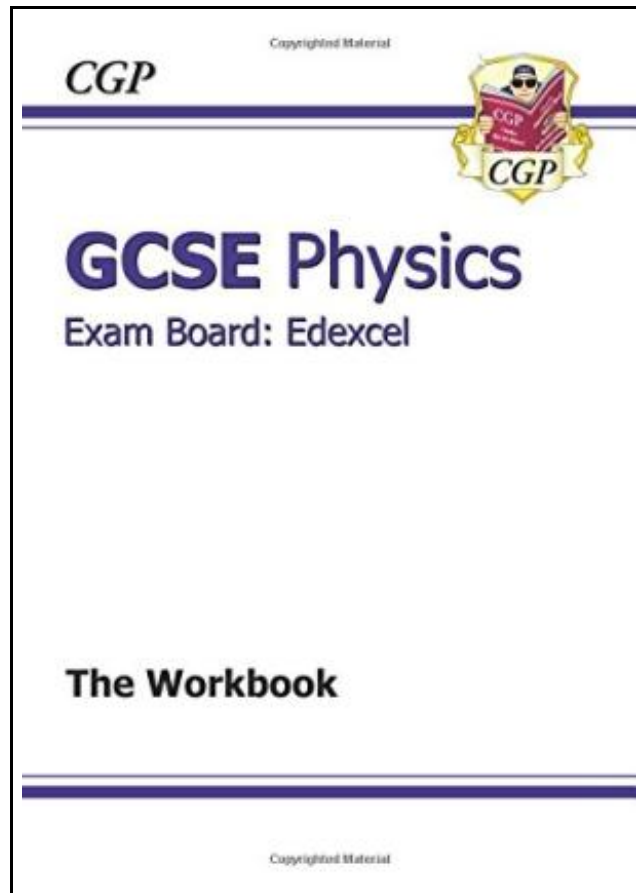 Copyrighted Material
CGP
CGP
CGP
GCSE Physics
Exam Board: Edexcel
The Workbook
Copyrighted Material